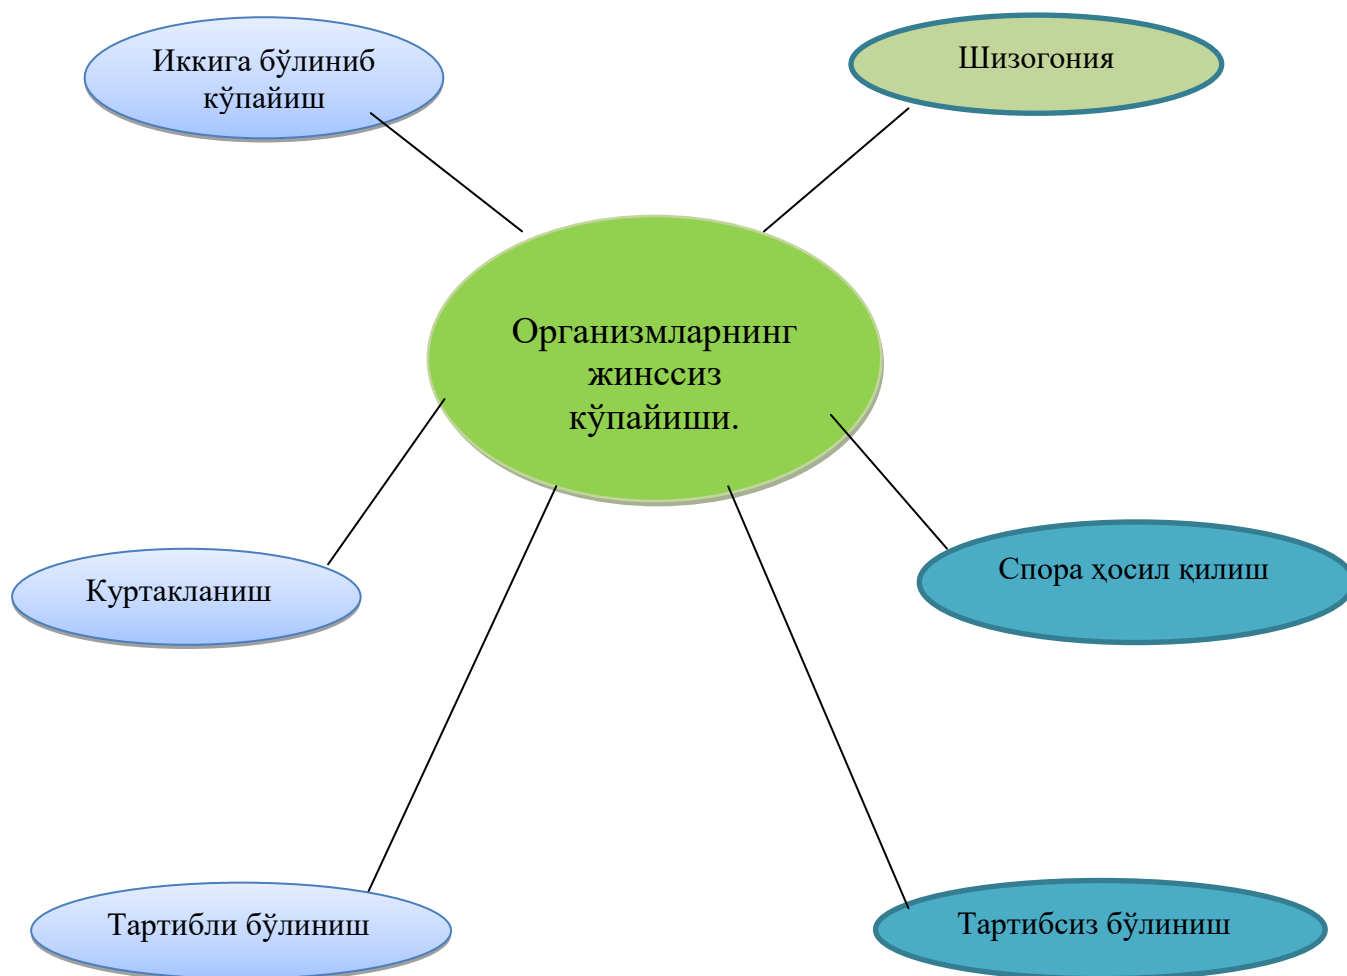 Иккига бўлиниб
кўпайиш
Шизогония
Организмларнинг
жинссиз
кўпайиши.
Куртакланиш
Спора ҳосил қилиш
Тартибли бўлиниш
Тартибсиз бўлиниш